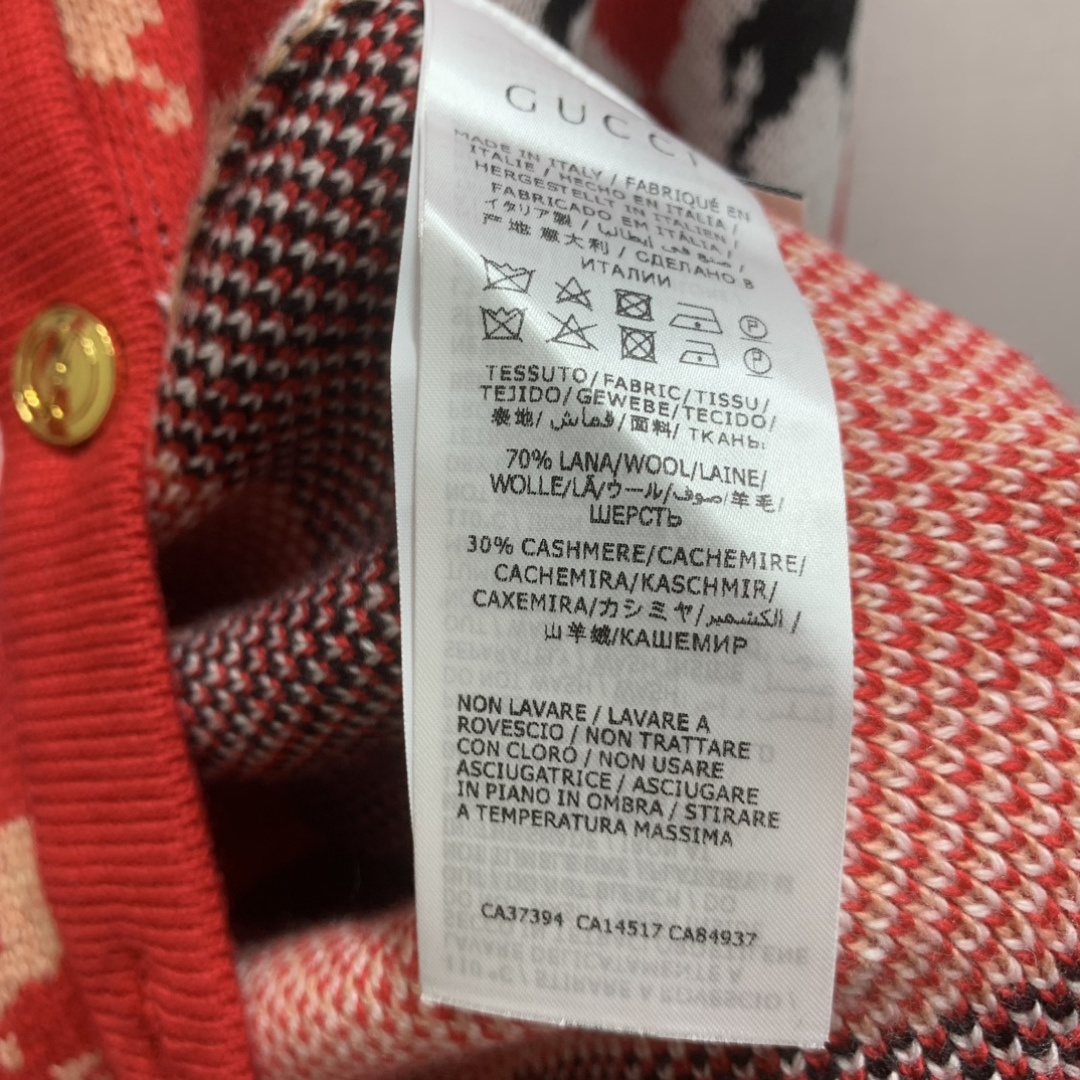 GUCCI
MADE IN ITALY / FABRIQUÉ EN
ITALIE / HECHO EN ITALIA /
HERGESTELLT IN ITALIEN /
FABRICADO EM ITÁLIA /
イタリア製 / صنع في إيطاليا /
产地 意大利 / СДЕЛАНО В
ИТАЛИИ
P
P
TESSUTO/FABRIC/TISSU/
TEJIDO/GEWEBE/TECIDO/
表地/ قماش /面料/ ТКАНЬ:
70% LANA/WOOL/LAINE/
WOLLE/LÃ/ウール/صوف/羊毛/
ШЕРСТЬ
30% CASHMERE/CACHEMIRE/
CACHEMIRA/KASCHMIR/
CAXEMIRA/カシミヤ/الكشمير /
山羊绒/КАШЕМИР
NON LAVARE / LAVARE A
ROVESCIO / NON TRATTARE
CON CLORO / NON USARE
ASCIUGATRICE / ASCIUGARE
IN PIANO IN OMBRA / STIRARE
A TEMPERATURA MASSIMA
CA37394 CA14517 CA84937